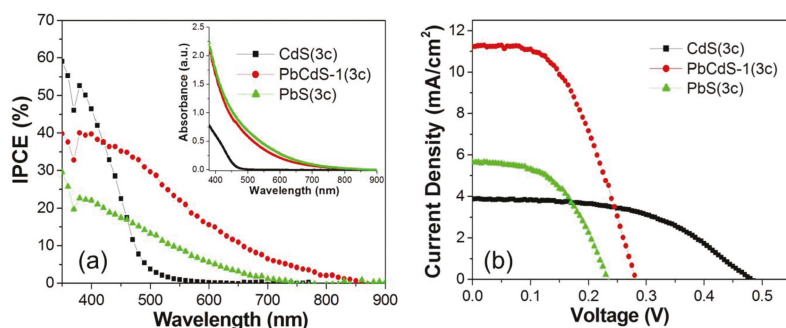 IPCE (%)
70
60
50
40
30
20
10
0
400 500 600 700 800 900
Wavelength (nm)
(a)
CdS(3c)
PbCdS-1(3c)
PbS(3c)
Absorbance (a.u.)
2.5
2.0
1.5
1.0
0.5
0.0
400 500 600 700 800 900
Wavelength (nm)
Current Density (mA/cm²)
12
10
8
6
4
2
0
0.0 0.1 0.2 0.3 0.4 0.5
Voltage (V)
(b)
CdS(3c)
PbCdS-1(3c)
PbS(3c)